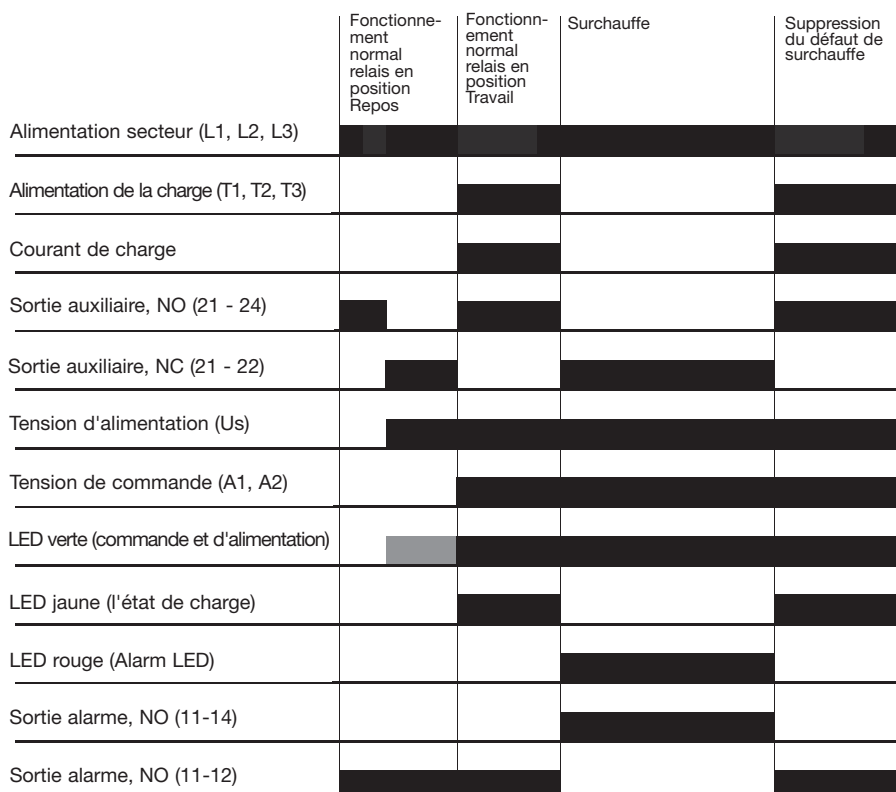 Fonctionne-
ment
normal
relais en
position
Repos
Fonctionn-
ement
normal
relais en
position
Travail
Surchauffe
Suppression
du défaut de
surchauffe
Alimentation secteur (L1, L2, L3)
Alimentation de la charge (T1, T2, T3)
Courant de charge
Sortie auxiliaire, NO (21 - 24)
Sortie auxiliaire, NC (21 - 22)
Tension d'alimentation (Us)
Tension de commande (A1, A2)
LED verte (commande et d'alimentation)
LED jaune (l'état de charge)
LED rouge (Alarm LED)
Sortie alarme, NO (11-14)
Sortie alarme, NO (11-12)